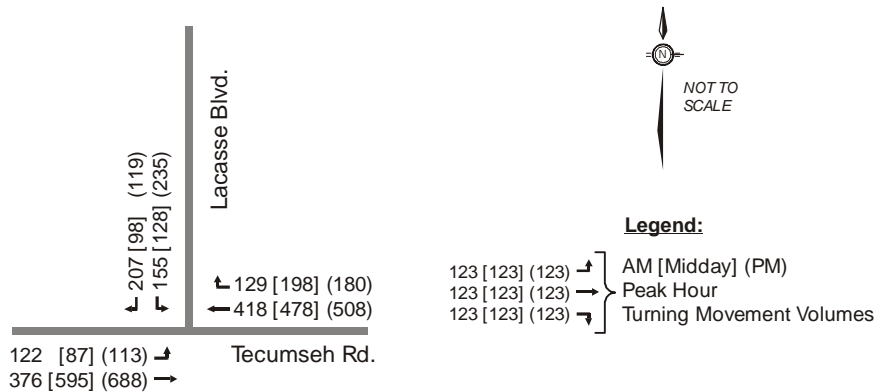 Lacasse Blvd.
207 [98] (119)
155 [128] (235)
129 [198] (180)
418 [478] (508)
122 [87] (113)
376 [595] (688)
Tecumseh Rd.
N
NOT TO
SCALE
Legend:
123 [123] (123)
123 [123] (123)
123 [123] (123)
AM [Midday] (PM)
Peak Hour
Turning Movement Volumes